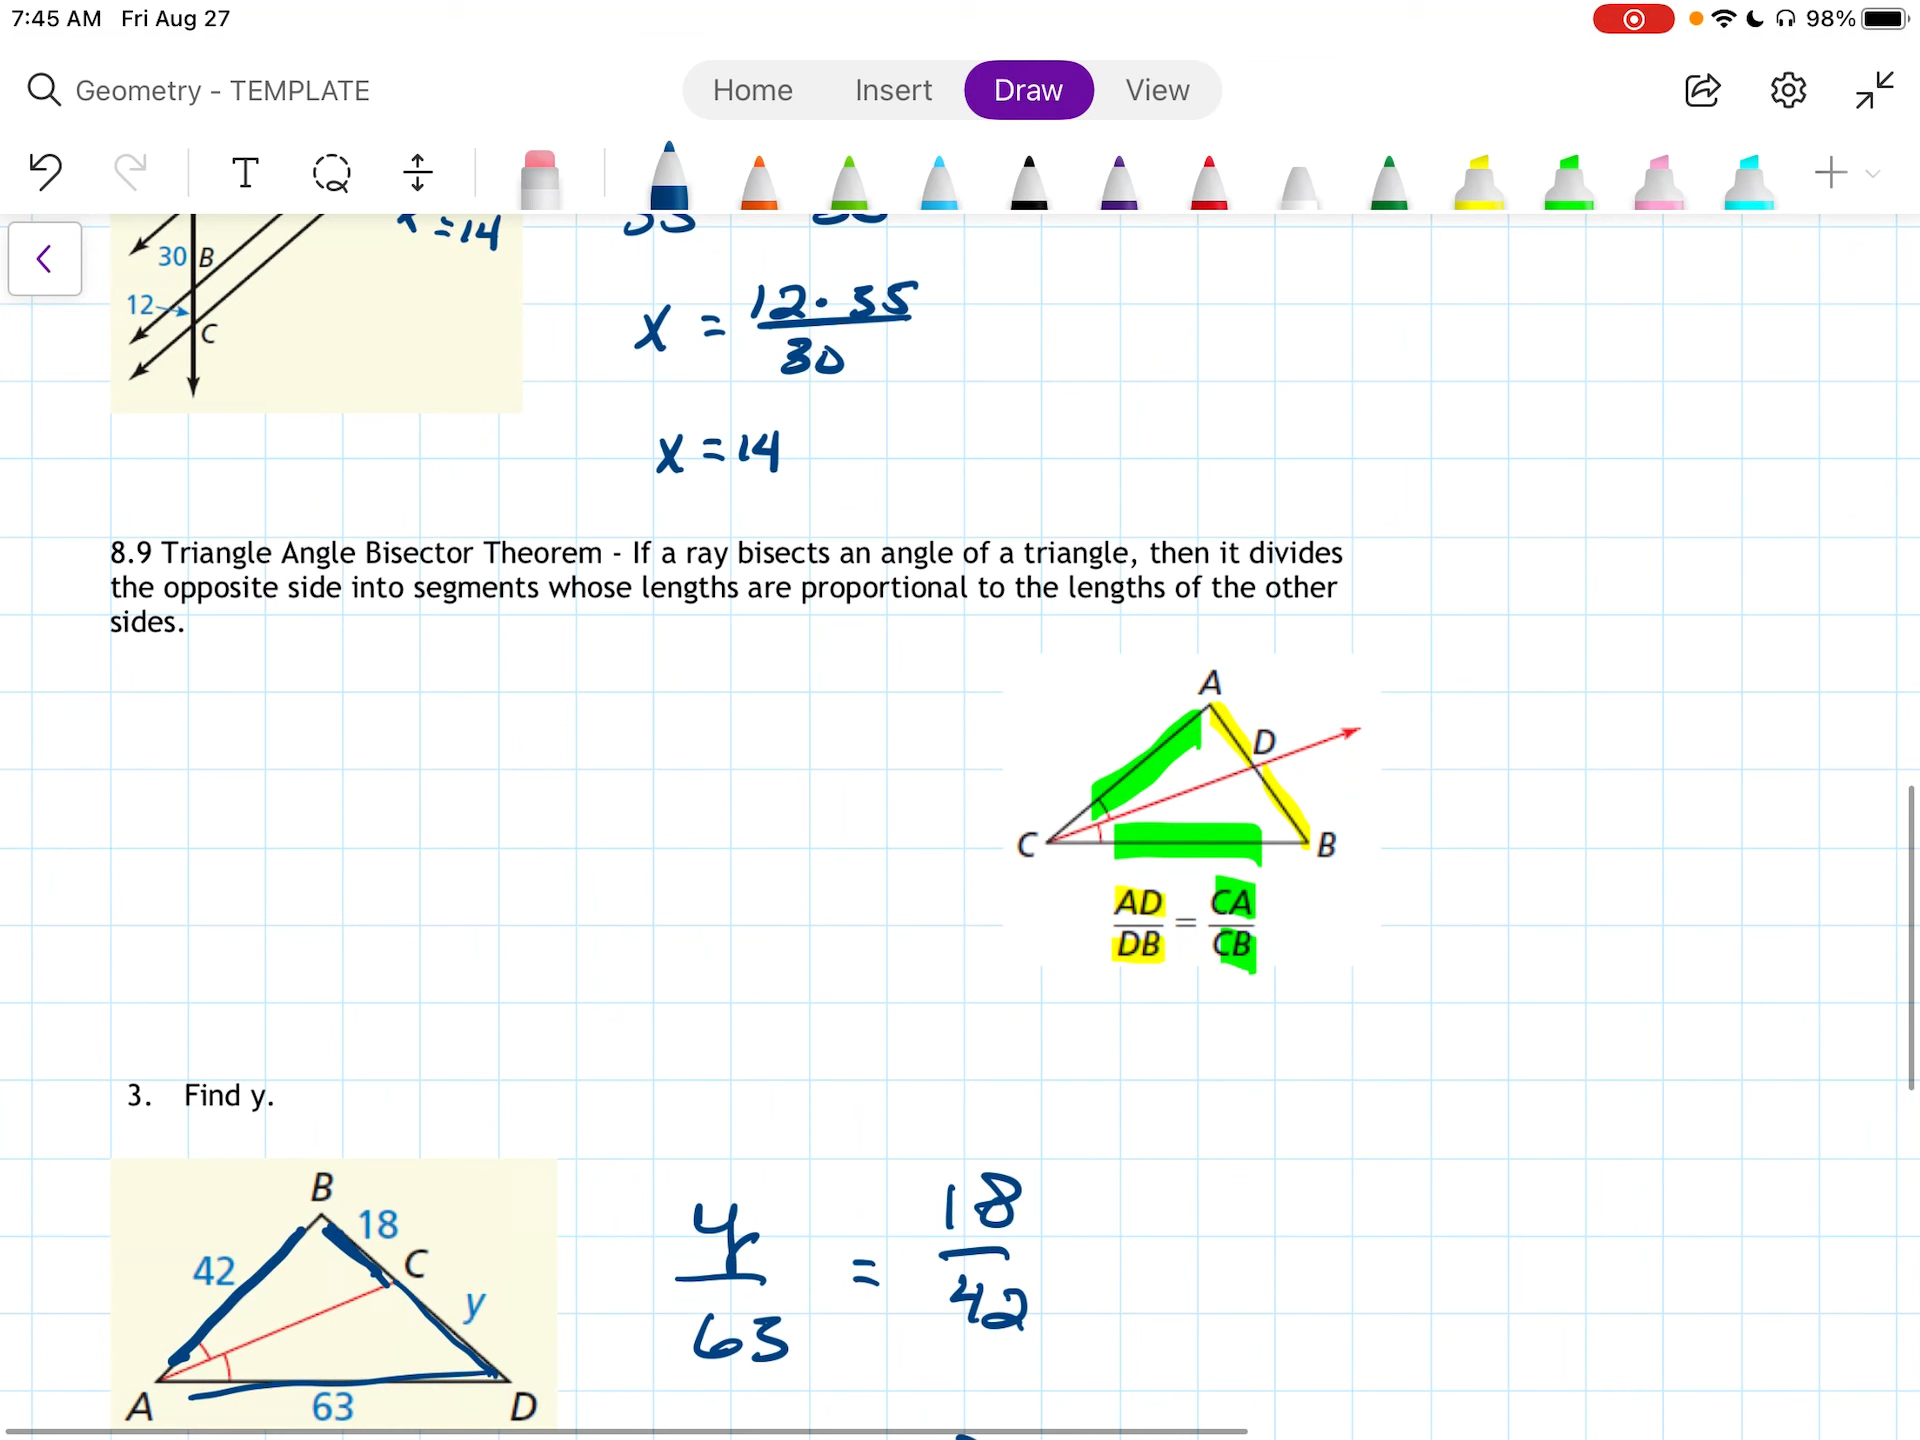 7:45 AM Fri Aug 27
98%
Geometry - TEMPLATE
Home Insert Draw View
T
30 B
12
C
x = 14
x = 12 · 35 / 30
x = 14
8.9 Triangle Angle Bisector Theorem - If a ray bisects an angle of a triangle, then it divides
the opposite side into segments whose lengths are proportional to the lengths of the other
sides.
A
D
C
B
AD / DB = CA / CB
3. Find y.
B
18
C
42
y
A
63
D
y / 63 = 18 / 42